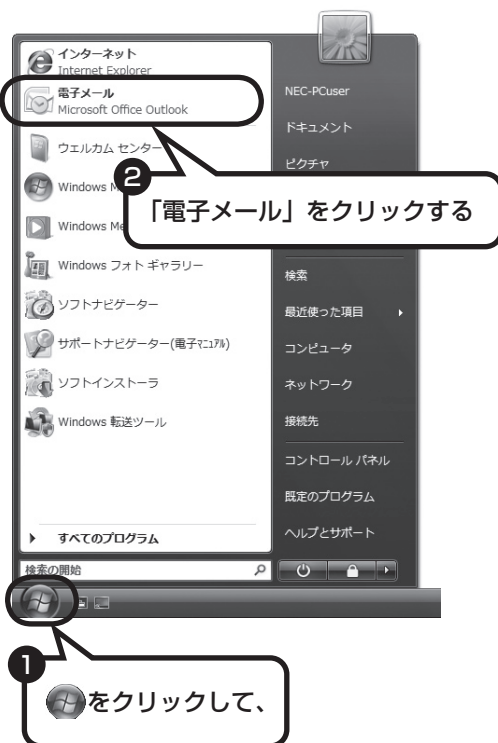 インターネット
Internet Explorer
電子メール
Microsoft Office Outlook
ウェルカム センター
Windows M
Windows Me
Windows フォト ギャラリー
ソフトナビゲーター
サポートナビゲーター(電子マニュアル)
ソフトインストーラ
Windows 転送ツール
すべてのプログラム
検索の開始
NEC-PCuser
ドキュメント
ピクチャ
検索
最近使った項目
コンピュータ
ネットワーク
接続先
コントロール パネル
既定のプログラム
ヘルプとサポート
2
「電子メール」をクリックする
1
をクリックして、